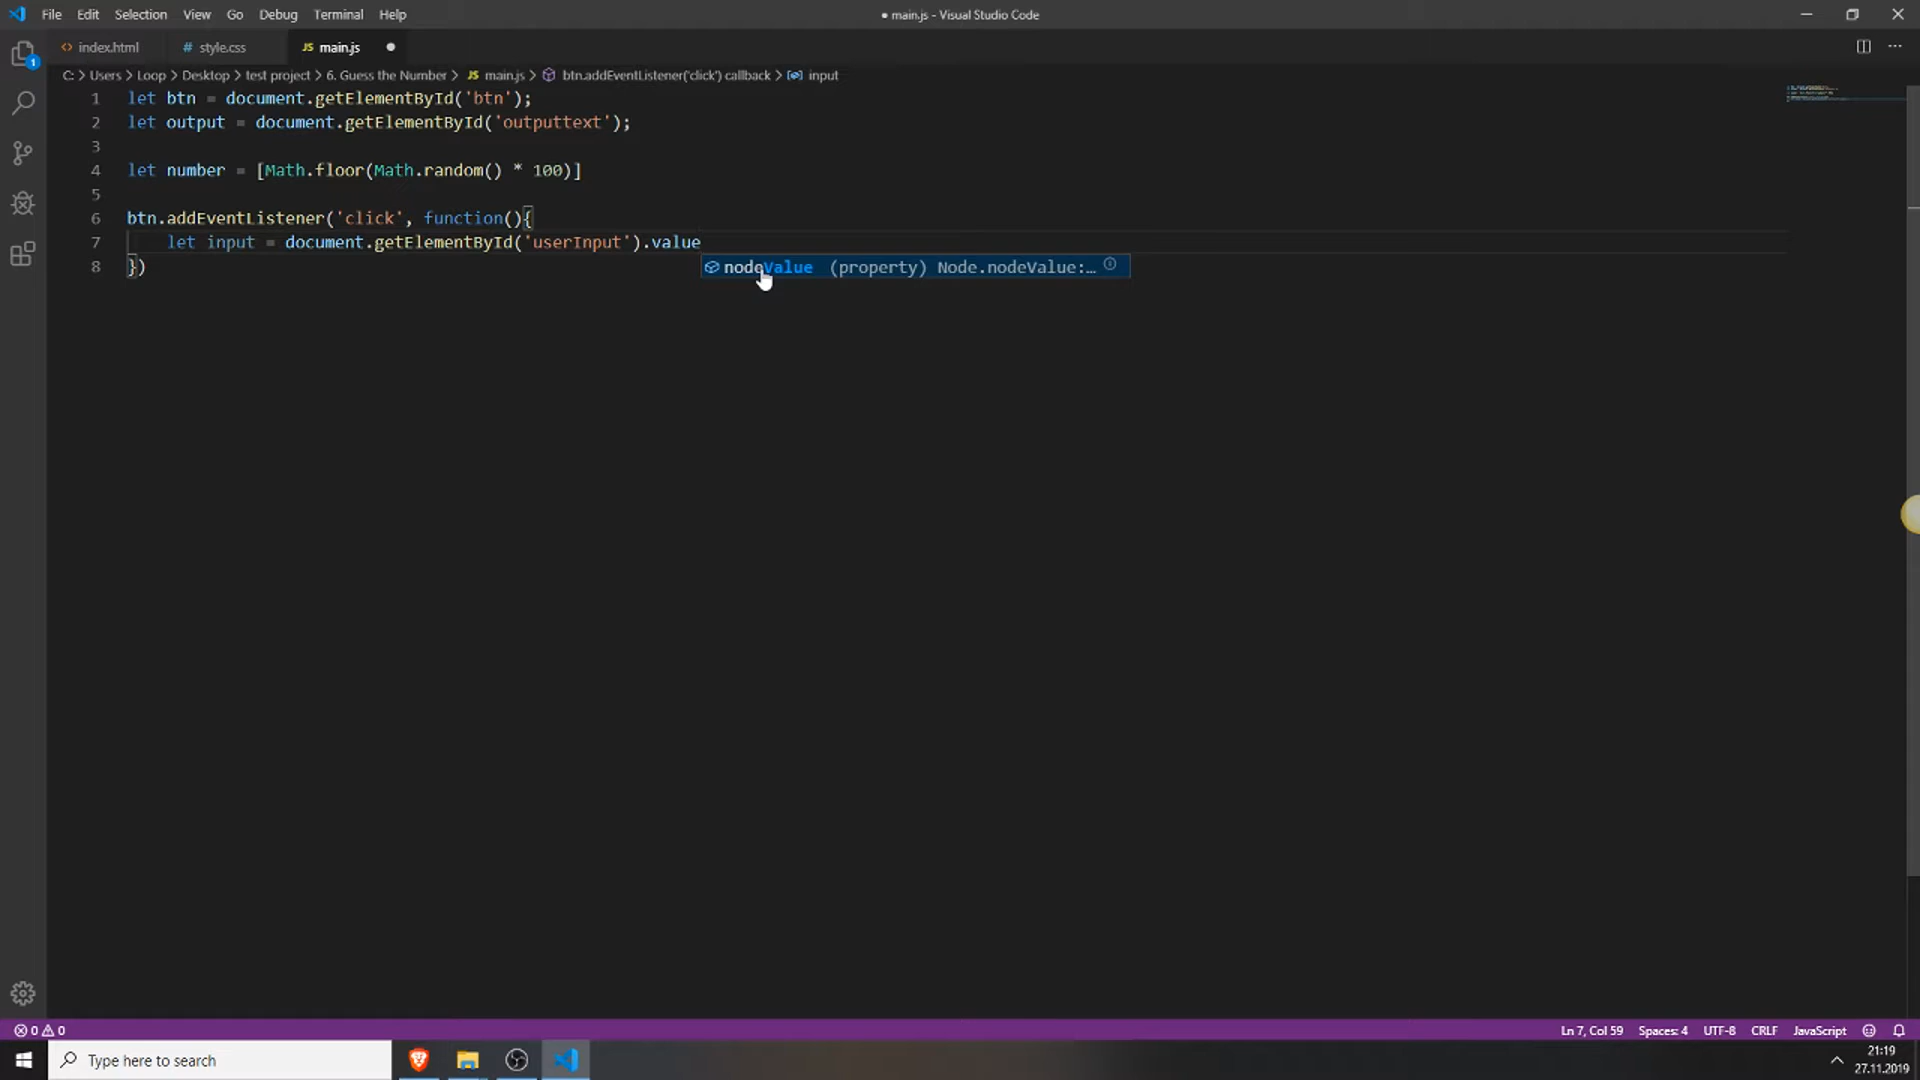 File Edit Selection View Go Debug Terminal Help
● main.js - Visual Studio Code
<> index.html # style.css JS main.js ●
1
C: > Users > Loop > Desktop > test project > 6. Guess the Number > JS main.js > btn.addEventListener('click') callback > input
1 let btn = document.getElementById('btn');
2 let output = document.getElementById('outputtext');
3
4 let number = [Math.floor(Math.random() * 100)]
5
6 btn.addEventListener('click', function(){
7 let input = document.getElementById('userInput').value
8 })
nodeValue (property) Node.nodeValue:…
0 0
Ln 7, Col 59 Spaces: 4 UTF-8 CRLF JavaScript
Type here to search
21:19
27.11.2019